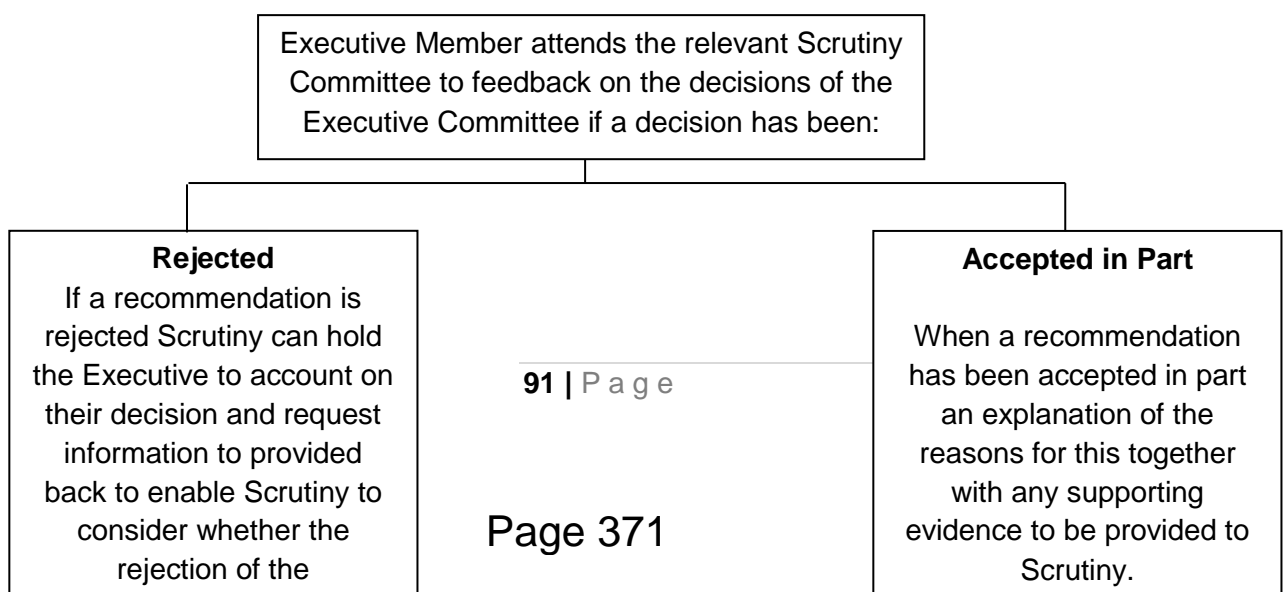 Executive Member attends the relevant Scrutiny
Committee to feedback on the decisions of the
Executive Committee if a decision has been:
Rejected
If a recommendation is
rejected Scrutiny can hold
the Executive to account on
their decision and request
information to provided
back to enable Scrutiny to
consider whether the
rejection of the
Accepted in Part
When a recommendation
has been accepted in part
an explanation of the
reasons for this together
with any supporting
evidence to be provided to
Scrutiny.
91 | P a g e
Page 371